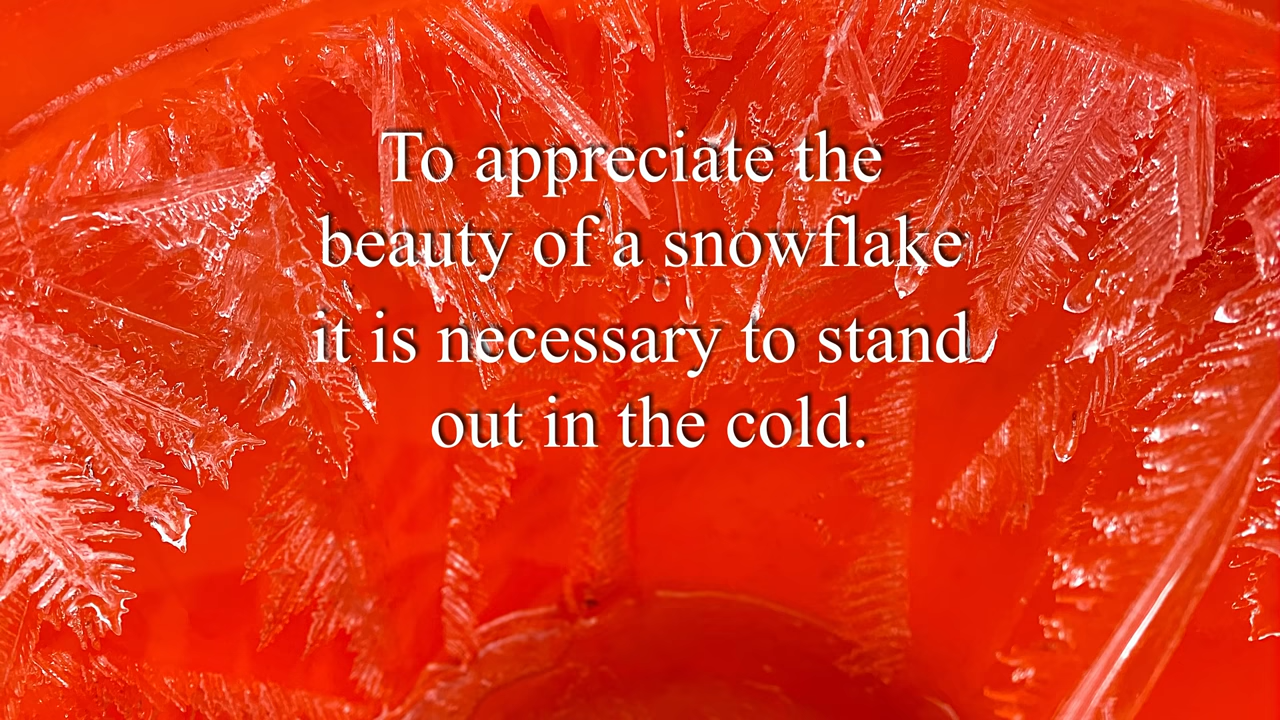 To appreciate the
beauty of a snowflake
it is necessary to stand
out in the cold.